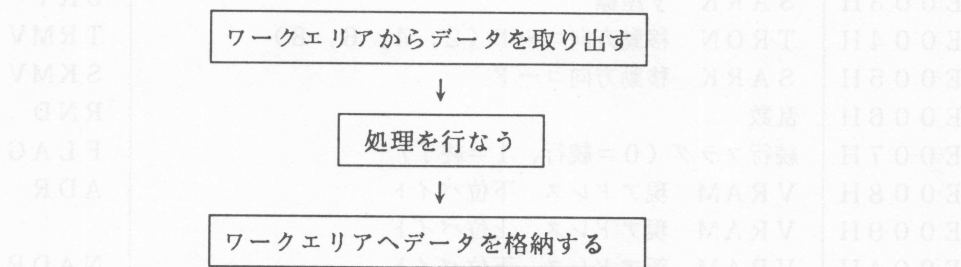 ワークエリアからデータを取り出す
↓
処理を行なう
↓
ワークエリアへデータを格納する